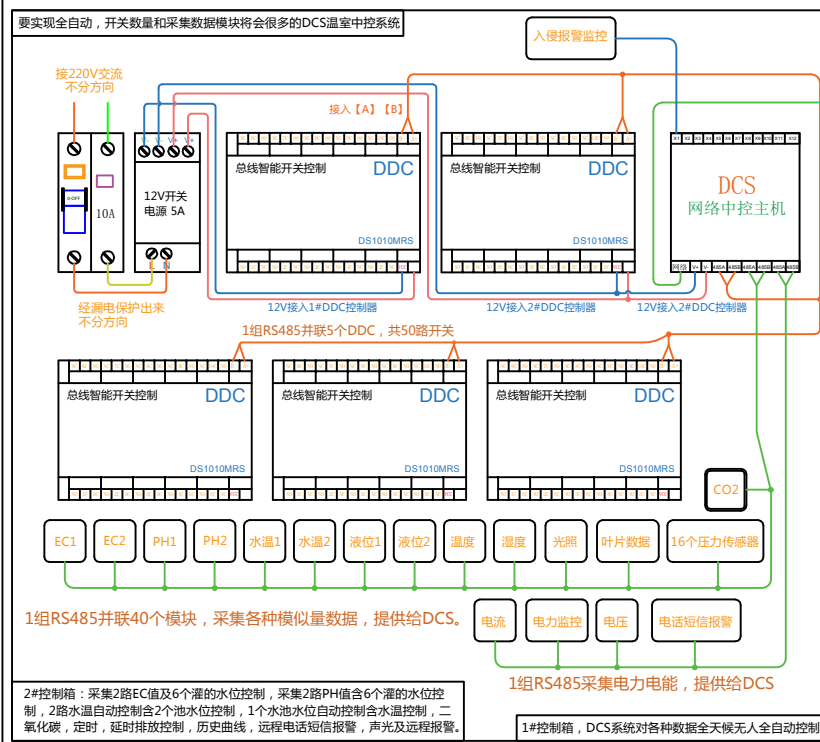 要实现全自动，开关数量和采集数据模块将会很多的DCS温室中控系统
入侵报警监控
接220V交流
不分方向
接入【A】【B】
V- V- V+ V+
X1 X2 X3 X4 X5 X6 X7 X8 X9 X10 X11 X12
总线智能开关控制 DDC
总线智能开关控制 DDC
DCS
网络中控主机
12V开关
电源 5A
10A
DS1010MRS
DS1010MRS
L N
网络 V+ V- 485A 485B 485A 485B 485A 485B
经漏电保护出来
不分方向
12V接入1#DDC控制器
12V接入2#DDC控制器
12V接入2#DDC控制器
1组RS485并联5个DDC，共50路开关
总线智能开关控制 DDC
总线智能开关控制 DDC
总线智能开关控制 DDC
DS1010MRS
DS1010MRS
DS1010MRS
CO2
EC1
EC2
PH1
PH2
水温1
水温2
液位1
液位2
温度
湿度
光照
叶片数据
16个压力传感器
1组RS485并联40个模块，采集各种模似量数据，提供给DCS。
电流
电力监控
电压
电话短信报警
1组RS485采集电力电能，提供给DCS
2#控制箱：采集2路EC值及6个灌的水位控制，采集2路PH值含6个灌的水位控
制，2路水温自动控制含2个池水位控制，1个水池水位自动控制含水温控制，二
氧化碳，定时，延时排放控制，历史曲线，远程电话短信报警，声光及远程报警。
1#控制箱，DCS系统对各种数据全天候无人全自动控制